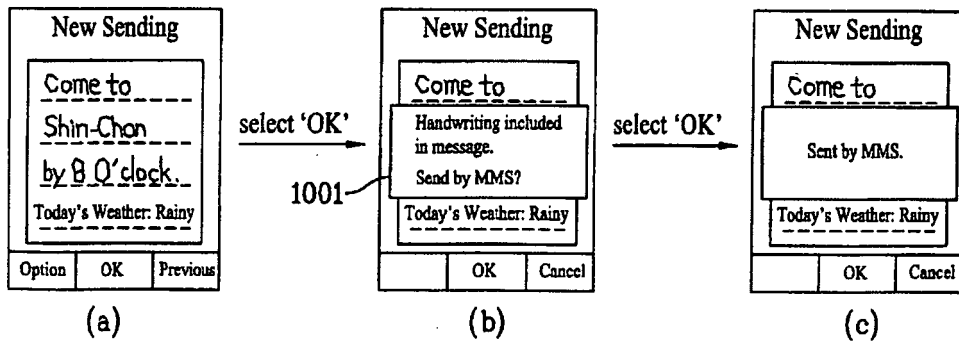 New Sending
Come to
Shin-Chon
by 8 O'clock.
Today's Weather: Rainy
Option OK Previous
(a)
select 'OK'
New Sending
Come to
Handwriting included
in message.
Send by MMS?
1001
Today's Weather: Rainy
OK Cancel
(b)
select 'OK'
New Sending
Come to
Sent by MMS.
Today's Weather: Rainy
OK Cancel
(c)